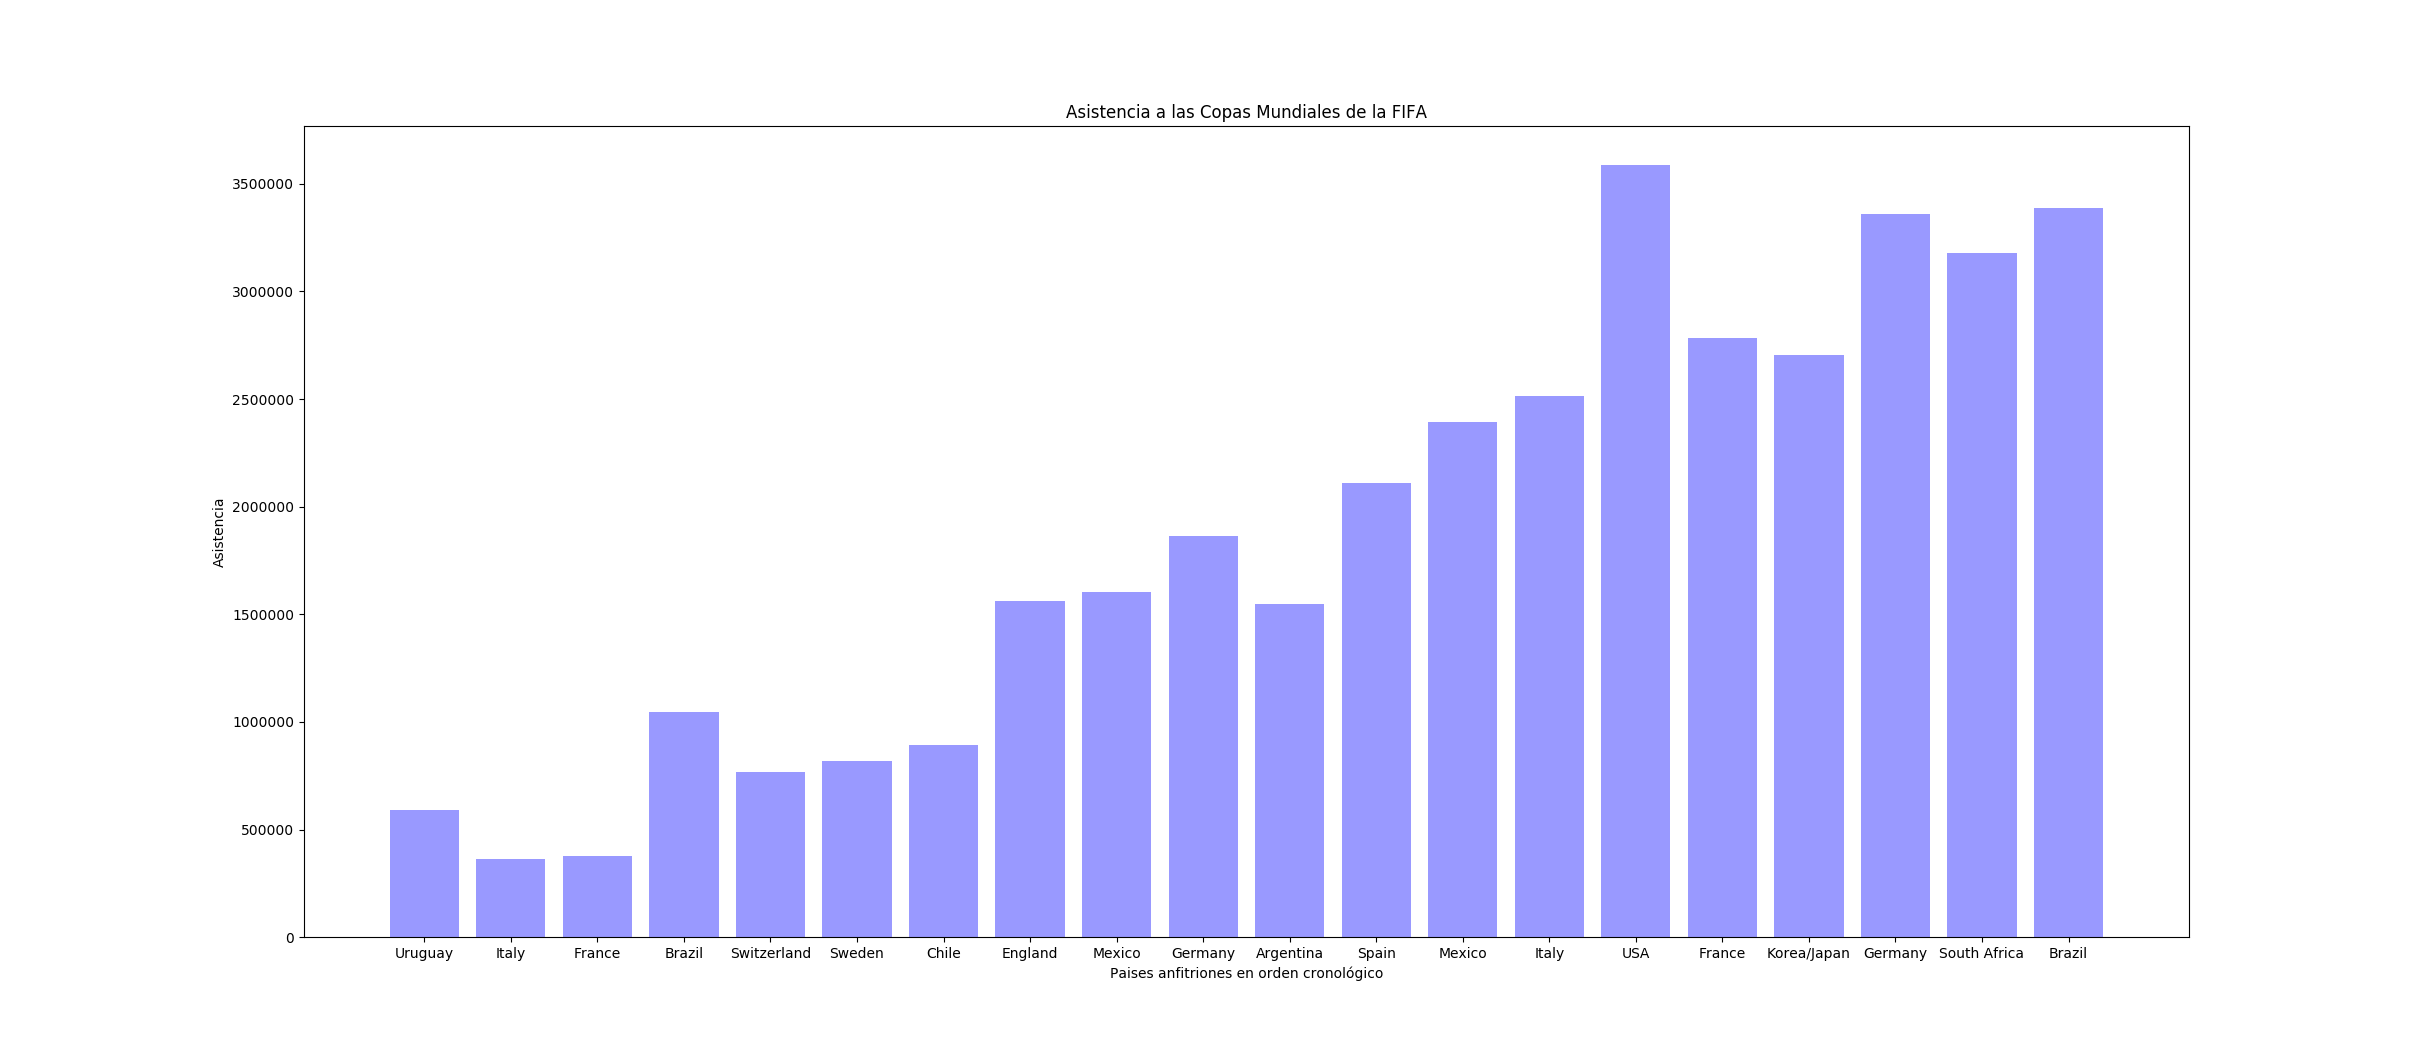 Asistencia a las Copas Mundiales de la FIFA
3500000
3000000
2500000
2000000
1500000
1000000
500000
0
Asistencia
Uruguay Italy France Brazil Switzerland Sweden Chile England Mexico Germany Argentina Spain Mexico Italy USA France Korea/Japan Germany South Africa Brazil
Paises anfitriones en orden cronológico